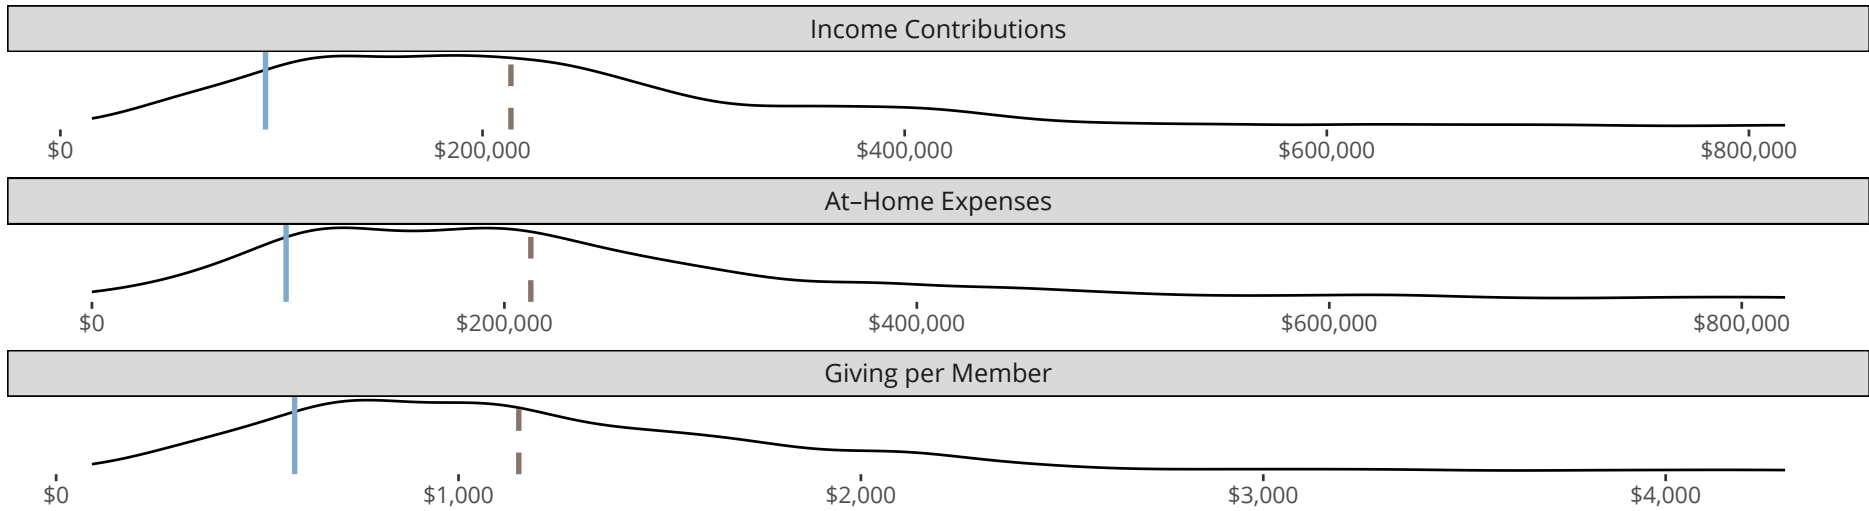 Income Contributions
$0 $200,000 $400,000 $600,000 $800,000
At–Home Expenses
$0 $200,000 $400,000 $600,000 $800,000
Giving per Member
$0 $1,000 $2,000 $3,000 $4,000